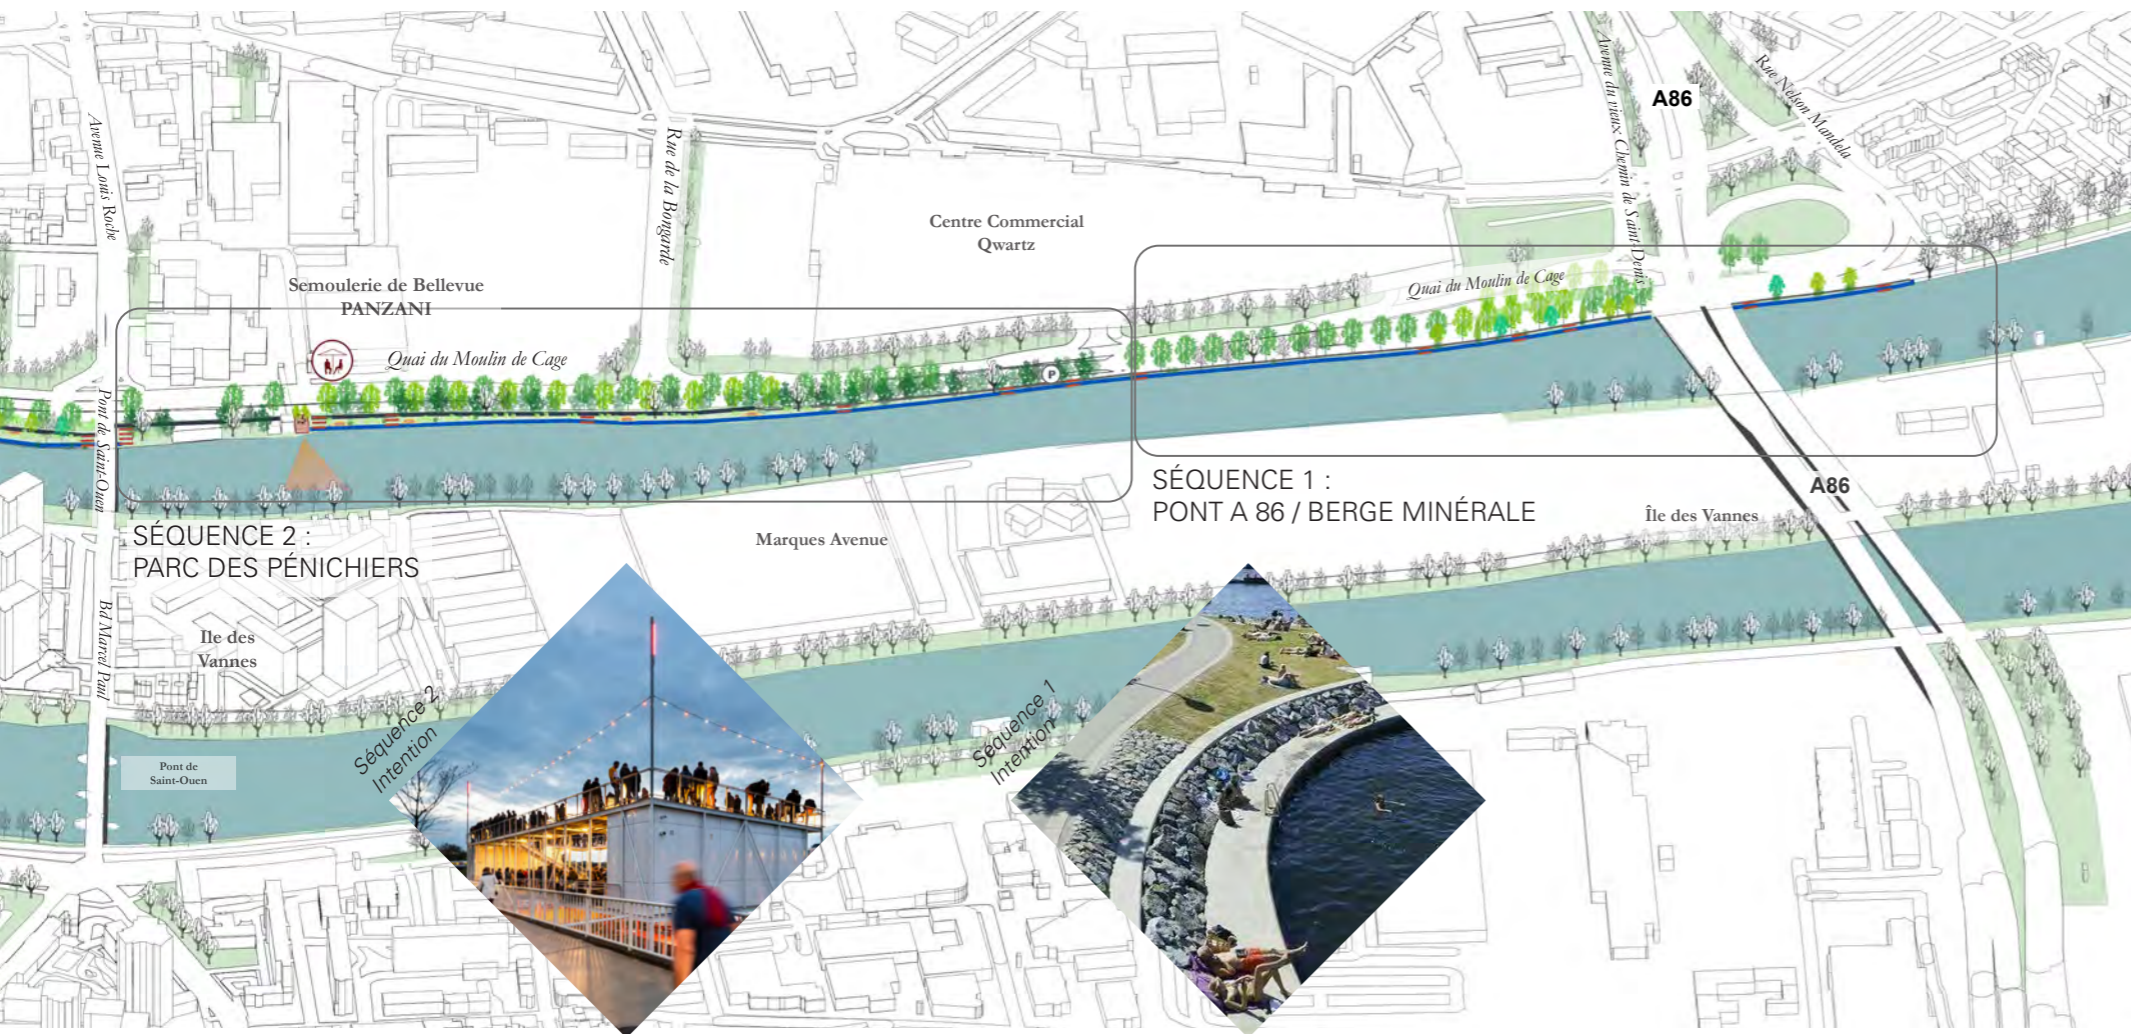 A86
Rue Nelson Mandela
Avenue du vieux Chemin de Saint-Denis
Avenue Louis Roche
Rue de la Bongarde
Centre Commercial
Qwartz
Semoulerie de Bellevue
PANZANI
Quai du Moulin de Cage
Quai du Moulin de Cage
P
Pont de Saint-Ouen
SÉQUENCE 1 :
PONT A 86 / BERGE MINÉRALE
A86
Île des Vannes
SÉQUENCE 2 :
PARC DES PÉNICHIERS
Marques Avenue
Bd Marcel Paul
Ile des
Vannes
Séquence 2
Intention
Séquence 1
Intention
Pont de
Saint-Ouen